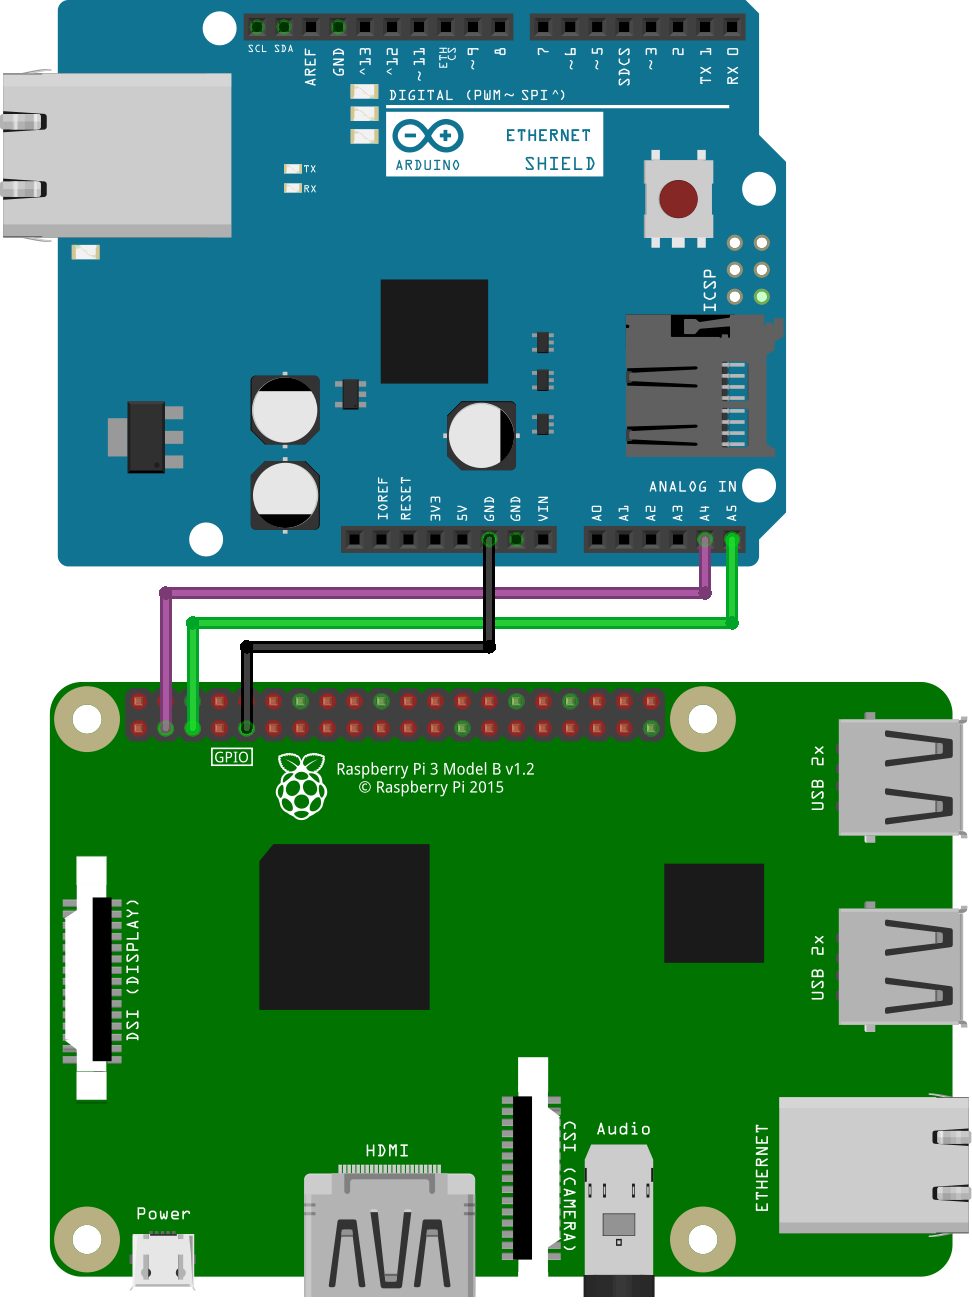 SCL SDA
AREF
GND
^13
^12
~11
ETH
CS
~9
8
7
~6
~5
SDCS
~3
2
TX 1
RX 0
DIGITAL (PWM~ SPI^)
ARDUINO
ETHERNET
SHIELD
TX
RX
ICSP
ANALOG IN
IOREF
RESET
3V3
5V
GND
GND
VIN
A0
A1
A2
A3
A4
A5
GPIO
Raspberry Pi 3 Model B v1.2
© Raspberry Pi 2015
USB 2x
USB 2x
DSI (DISPLAY)
CSI (CAMERA)
Audio
ETHERNET
HDMI
Power